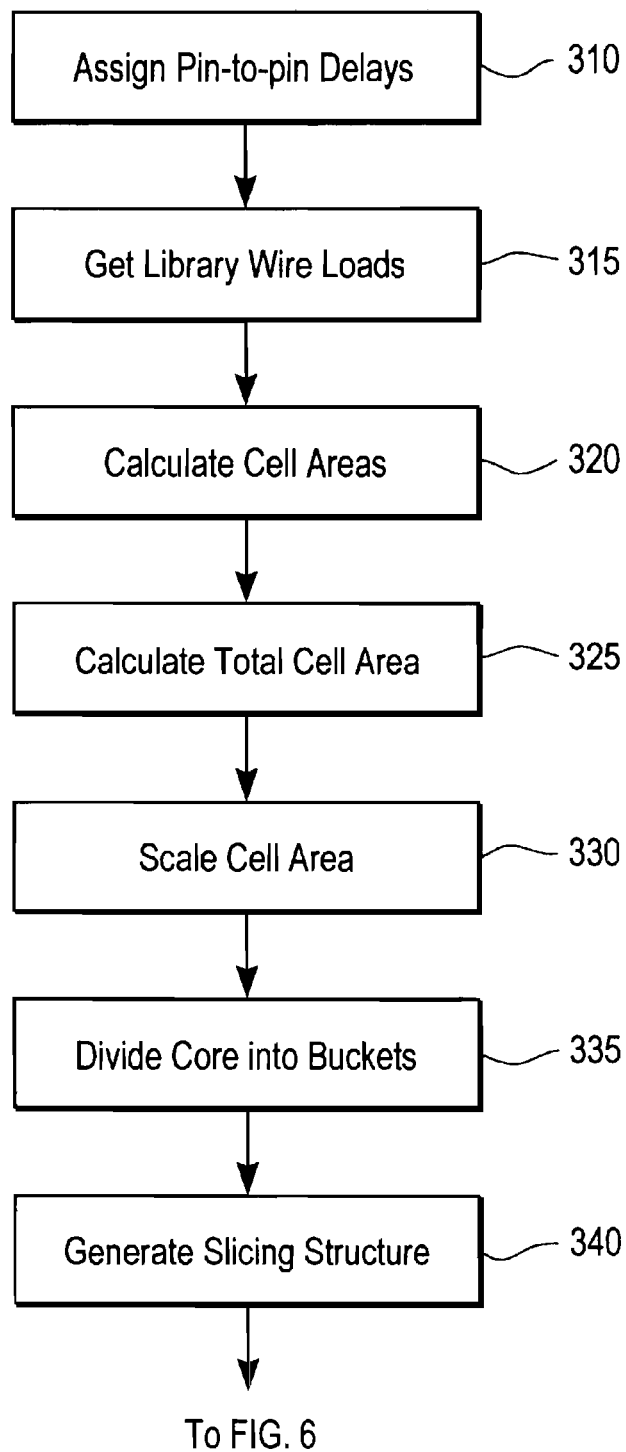 Assign Pin-to-pin Delays 310
Get Library Wire Loads 315
Calculate Cell Areas 320
Calculate Total Cell Area 325
Scale Cell Area 330
Divide Core into Buckets 335
Generate Slicing Structure 340
To FIG. 6